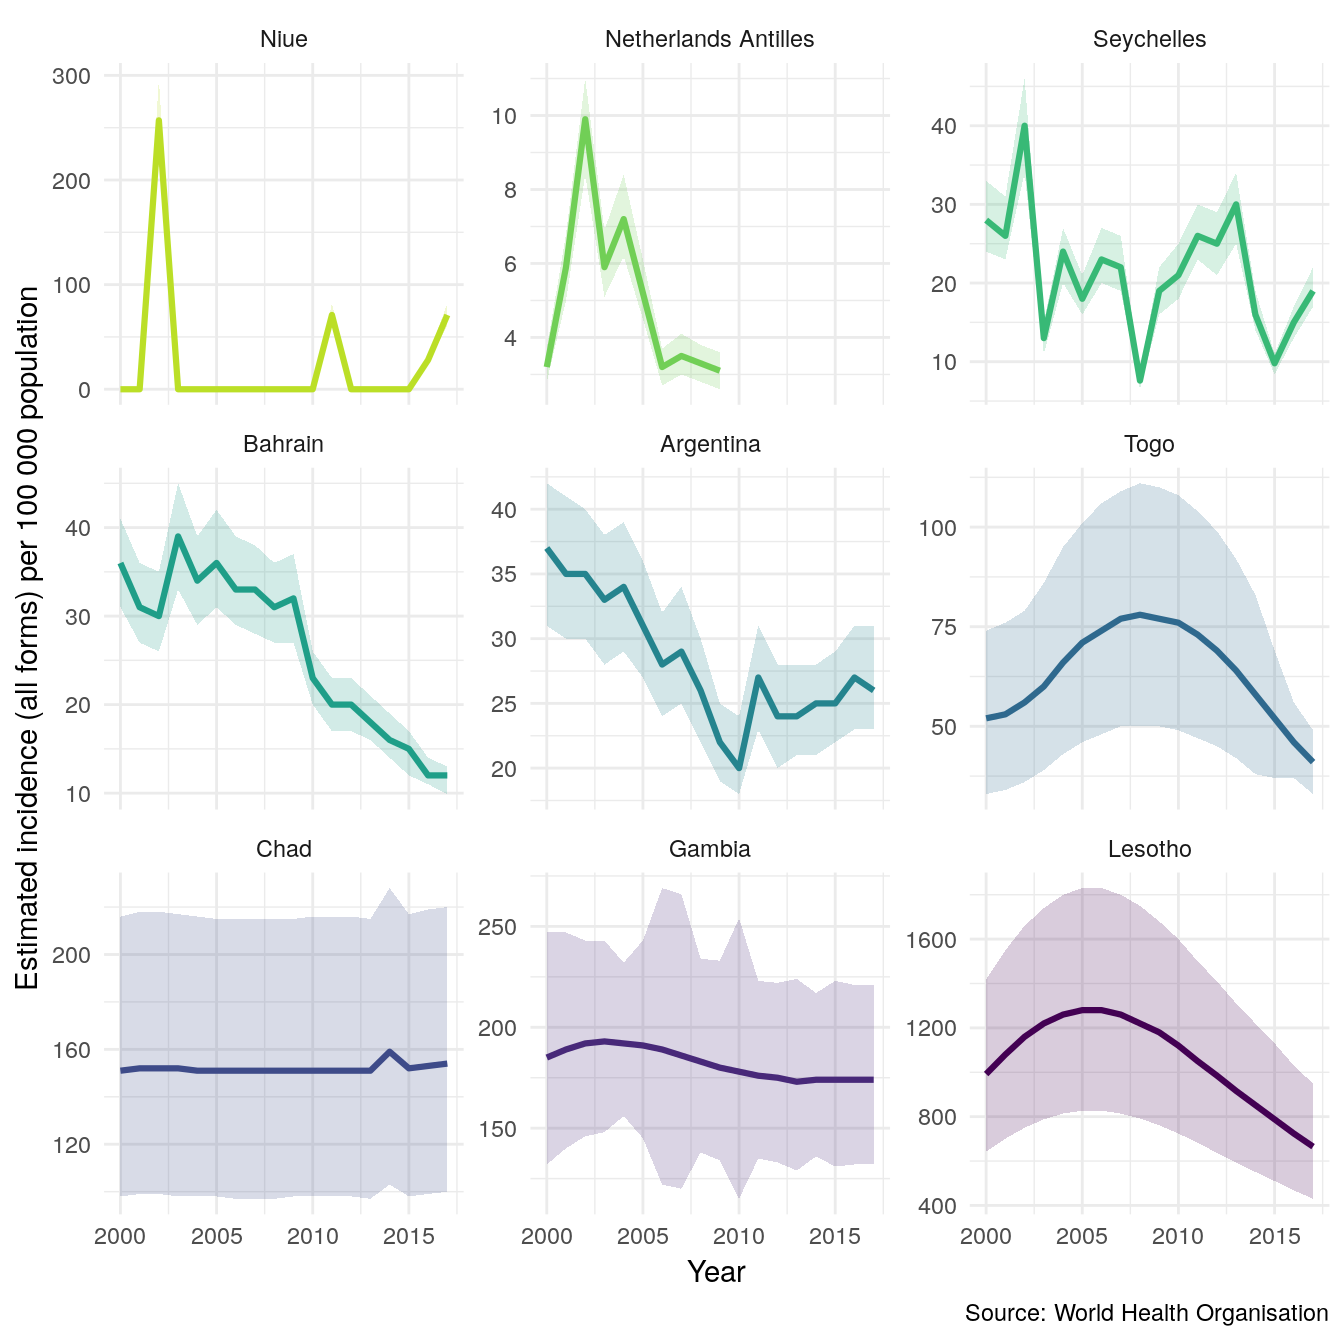 Niue
Netherlands Antilles
Seychelles
300
200
100
0
10
8
6
4
40
30
20
10
Bahrain
Argentina
Togo
40
30
20
10
40
35
30
25
20
100
75
50
Chad
Gambia
Lesotho
200
160
120
250
200
150
1600
1200
800
400
2000 2005 2010 2015
2000 2005 2010 2015
2000 2005 2010 2015
Estimated incidence (all forms) per 100 000 population
Year
Source: World Health Organisation